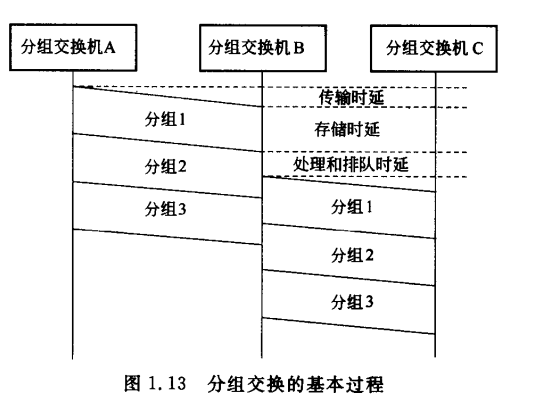 分组交换机A 分组交换机B 分组交换机C
传输时延
分组1 存储时延
分组2 处理和排队时延
分组3 分组1
分组2
分组3
图 1.13 分组交换的基本过程